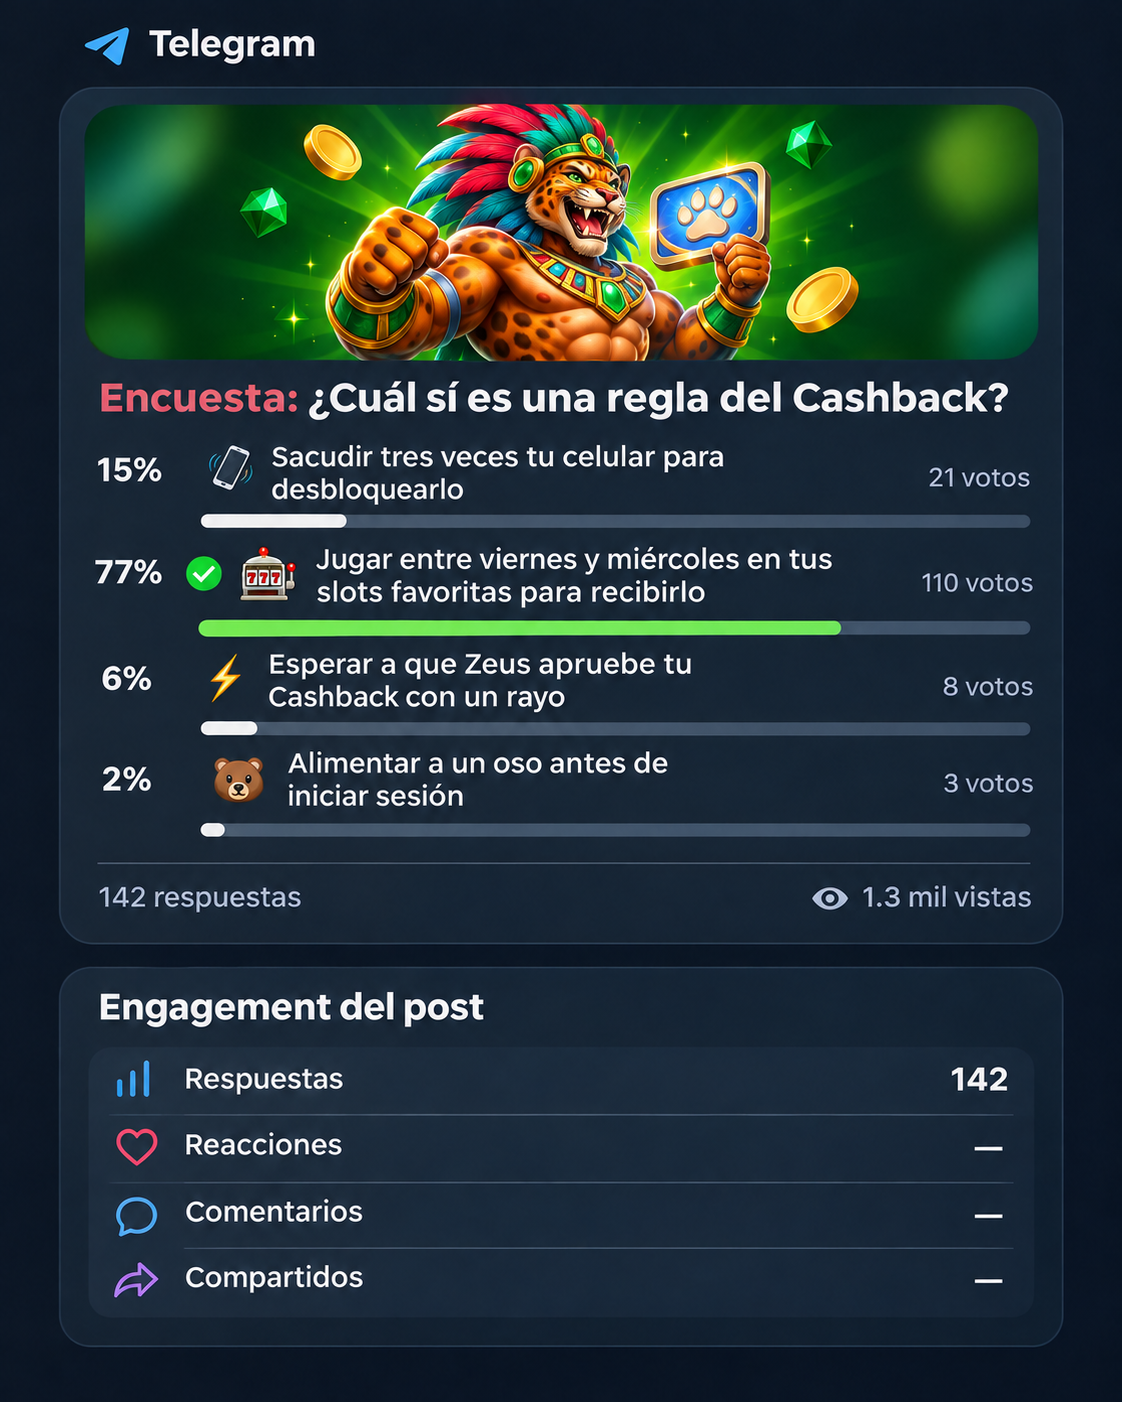 Telegram
Encuesta: ¿Cuál sí es una regla del Cashback?
15%
Sacudir tres veces tu celular para
desbloquearlo
21 votos
77%
777
Jugar entre viernes y miércoles en tus
slots favoritas para recibirlo
110 votos
6%
Esperar a que Zeus apruebe tu
Cashback con un rayo
8 votos
2%
Alimentar a un oso antes de
iniciar sesión
3 votos
142 respuestas
1.3 mil vistas
Engagement del post
Respuestas 142
Reacciones —
Comentarios —
Compartidos —